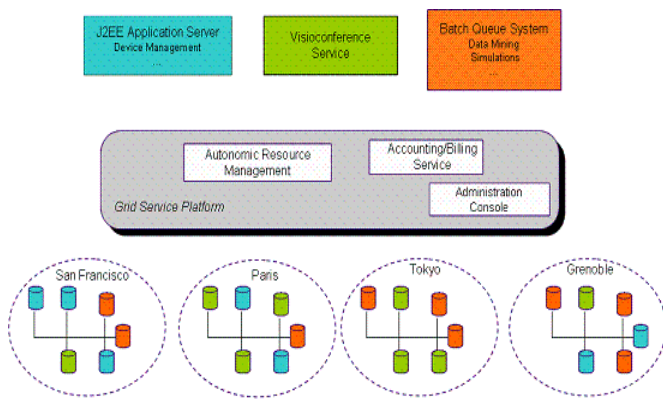 J2EE Application Server
Device Management
...
Visioconference
Service
Batch Queue System
Data Mining
Simulations
...
Autonomic Resource
Management
Accounting/Billing
Service
Administration
Console
Grid Service Platform
San Francisco
Paris
Tokyo
Grenoble